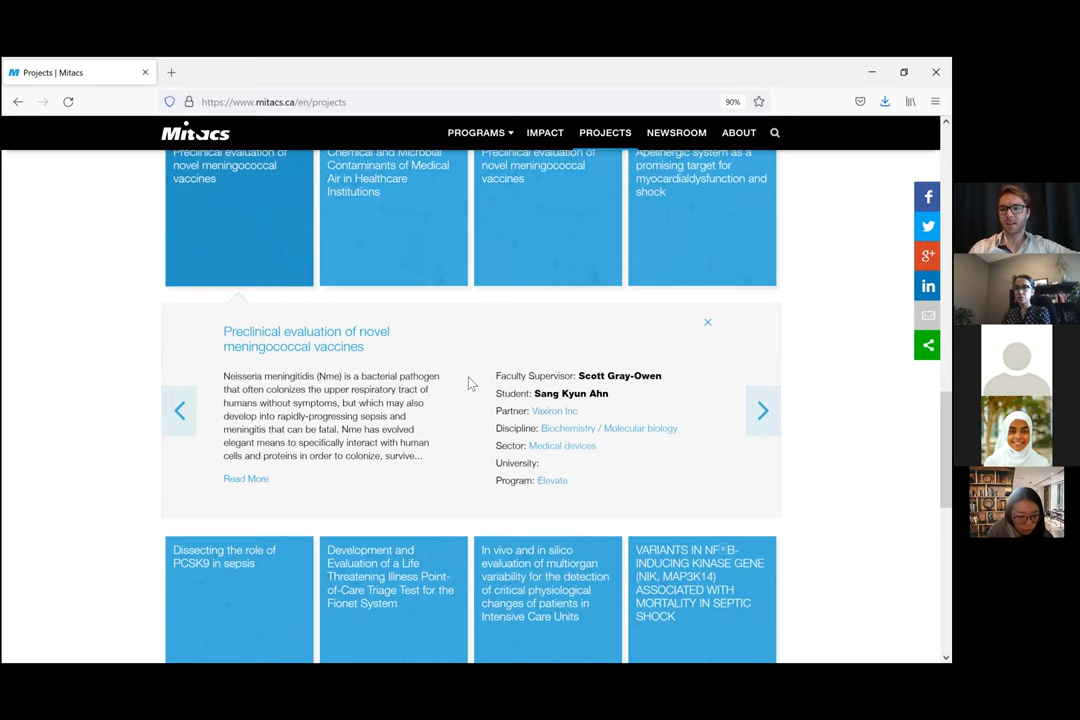 Projects | Mitacs
https://www.mitacs.ca/en/projects
90%
Mitacs
PROGRAMS
IMPACT
PROJECTS
NEWSROOM
ABOUT
Preclinical evaluation of
novel meningococcal
vaccines
Chemical and Microbial
Contaminants of Medical
Air in Healthcare
Institutions
Preclinical evaluation of
novel meningococcal
vaccines
Apelinergic system as a
promising target for
myocardialdysfunction and
shock
Preclinical evaluation of novel
meningococcal vaccines
Neisseria meningitidis (Nme) is a bacterial pathogen
that often colonizes the upper respiratory tract of
humans without symptoms, but which may also
develop into rapidly-progressing sepsis and
meningitis that can be fatal. Nme has evolved
elegant means to specifically interact with human
cells and proteins in order to colonize, survive...
Read More
Faculty Supervisor: Scott Gray-Owen
Student: Sang Kyun Ahn
Partner: Vaxiron Inc
Discipline: Biochemistry / Molecular biology
Sector: Medical devices
University:
Program: Elevate
Dissecting the role of
PCSK9 in sepsis
Development and
Evaluation of a Life
Threatening Illness Point-
of-Care Triage Test for the
Fionet System
In vivo and in silico
evaluation of multiorgan
variability for the detection
of critical physiological
changes of patients in
Intensive Care Units
INDUCING KINASE GENE
(NIK, MAP3K14)
ASSOCIATED WITH
MORTALITY IN SEPTIC
SHOCK
f
g+
in